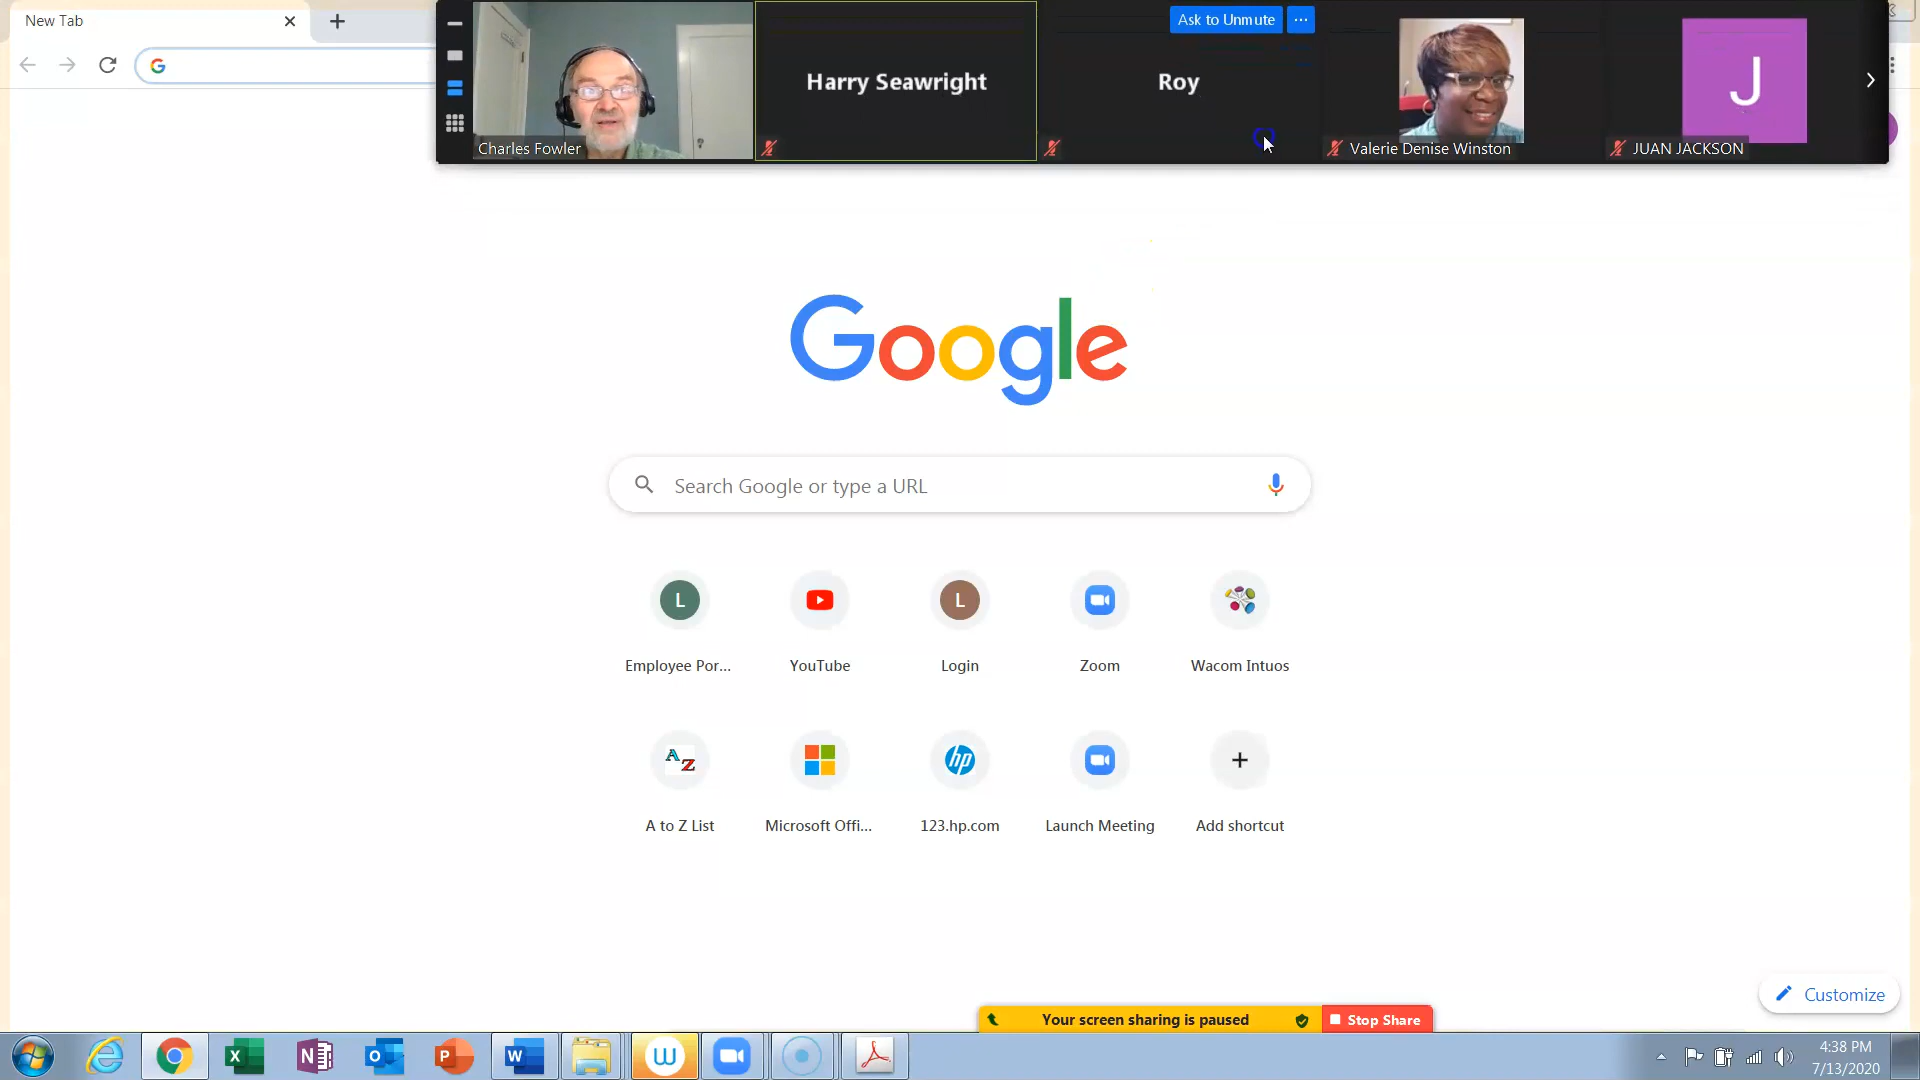 New Tab
Ask to Unmute
Harry Seawright
Roy
J
Charles Fowler
Valerie Denise Winston
JUAN JACKSON
Google
Search Google or type a URL
L
L
Employee Por...
YouTube
Login
Zoom
Wacom Intuos
A Z
hp
A to Z List
Microsoft Offi...
123.hp.com
Launch Meeting
Add shortcut
Customize
Your screen sharing is paused
Stop Share
4:38 PM
7/13/2020